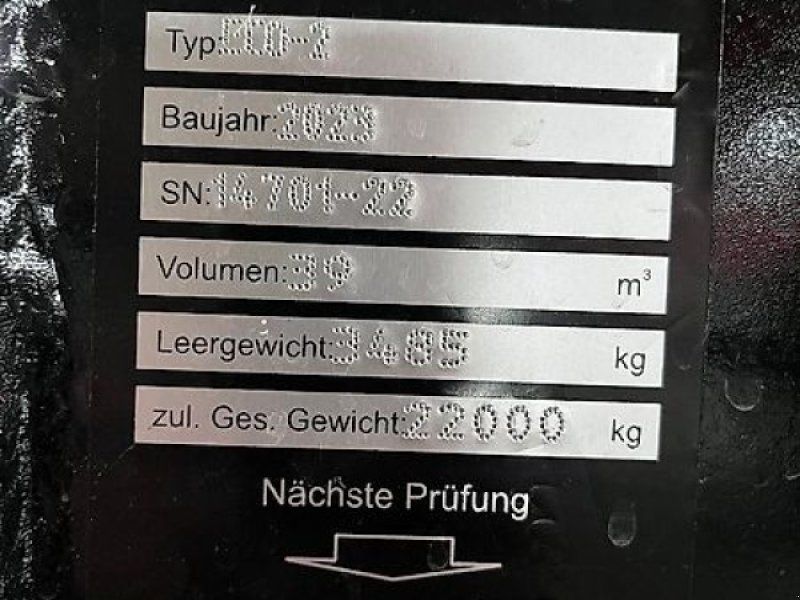 Typ: ECO-2
Baujahr: 2023
SN: 14701-22
Volumen: 39 m³
Leergewicht: 3485 kg
zul. Ges. Gewicht: 22000 kg
Nächste Prüfung